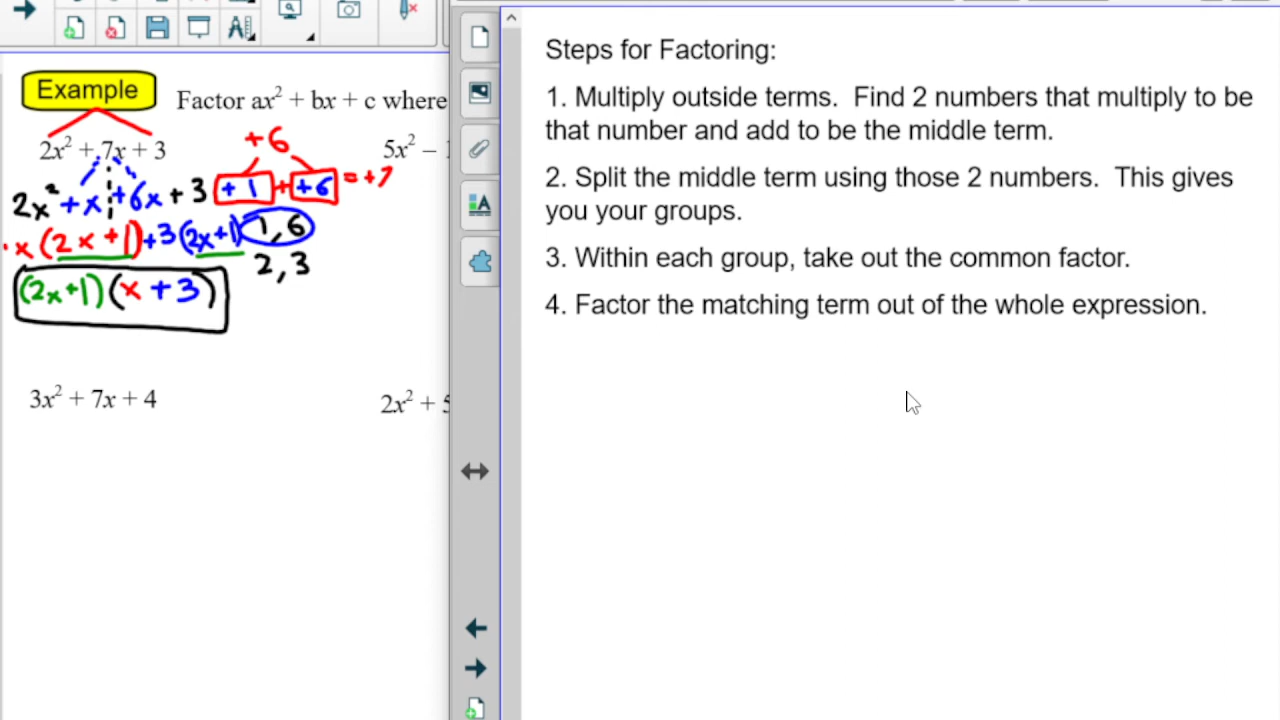 Example
Factor ax² + bx + c where
2x² + 7x + 3
+6
5x² – 1
2x² + x + 6x + 3
+1 + +6 = +7
x(2x+1)+3(2x+1)
1, 6
2, 3
(2x+1)(x+3)
3x² + 7x + 4
2x² + 5
Steps for Factoring:
1. Multiply outside terms. Find 2 numbers that multiply to be
that number and add to be the middle term.
2. Split the middle term using those 2 numbers. This gives
you your groups.
3. Within each group, take out the common factor.
4. Factor the matching term out of the whole expression.